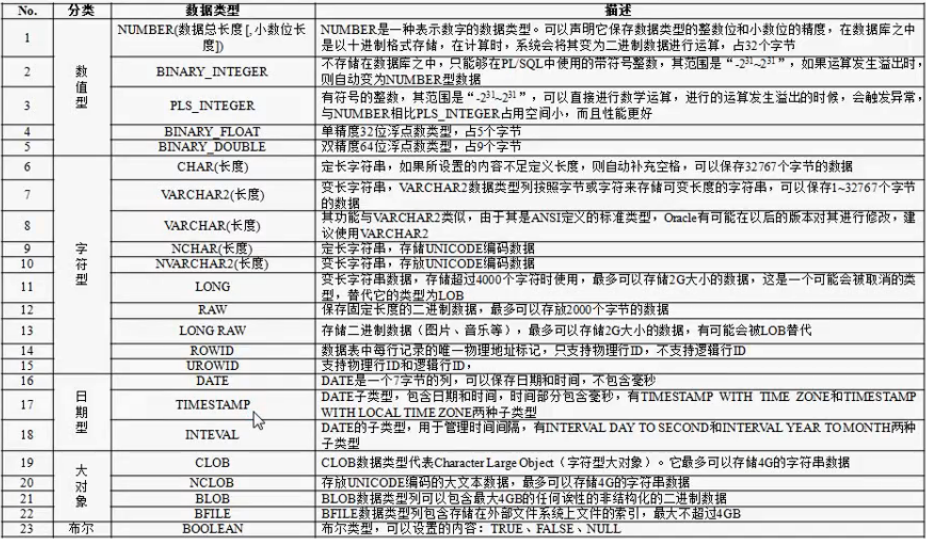 No. 分类 数据类型 描述
1 数值型 NUMBER(数据总长度[,小数位长度]) NUMBER是一种表示数字的数据类型。可以声明它保存数据类型的整数位和小数位的精度，在数据库之中是以十进制格式存储，在计算时，系统会将其变为二进制数据进行运算，占32个字节
2 BINARY_INTEGER 不存储在数据库之中，只能够在PL/SQL中使用的带符号整数，其范围是“-2³¹~2³¹”，如果运算发生溢出时，则自动变为NUMBER型数据
3 PLS_INTEGER 有符号的整数，其范围是“-2³¹~2³¹”，可以直接进行数学运算，进行的运算发生溢出的时候，会触发异常，与NUMBER相比PLS_INTEGER占用空间小，而且性能更好
4 BINARY_FLOAT 单精度32位浮点数类型，占5个字节
5 BINARY_DOUBLE 双精度64位浮点数类型，占9个字节
6 字符型 CHAR(长度) 定长字符串，如果所设置的内容不足定义长度，则自动补充空格，可以保存32767个字节的数据
7 VARCHAR2(长度) 变长字符串，VARCHAR2数据类型列按照字节或字符来存储可变长度的字符串，可以保存1~32767个字节的数据
8 VARCHAR(长度) 其功能与VARCHAR2类似，由于其是ANSI定义的标准类型，Oracle有可能在以后的版本对其进行修改，建议使用VARCHAR2
9 NCHAR(长度) 定长字符串，存储UNICODE编码数据
10 NVARCHAR2(长度) 变长字符串，存放UNICODE编码数据
11 LONG 变长字符串数据，存储超过4000个字符时使用，最多可以存储2G大小的数据，这是一个可能会被取消的类型，替代它的类型为LOB
12 RAW 保存固定长度的二进制数据，最多可以存放2000个字节的数据
13 LONG RAW 存储二进制数据（图片、音乐等），最多可以存储2G大小的数据，有可能会被LOB替代
14 ROWID 数据表中每行记录的唯一物理地址标记，只支持物理行ID，不支持逻辑行ID
15 UROWID 支持物理行ID和逻辑行ID，
16 日期型 DATE DATE是一个7字节的列，可以保存日期和时间，不包含毫秒
17 TIMESTAMP DATE子类型，包含日期和时间，时间部分包含毫秒，有TIMESTAMP WITH TIME ZONE和TIMESTAMP WITH LOCAL TIME ZONE两种子类型
18 INTEVAL DATE的子类型，用于管理时间间隔，有INTERVAL DAY TO SECOND和INTERVAL YEAR TO MONTH两种子类型
19 大对象 CLOB CLOB数据类型代表Character Large Object（字符型大对象）。它最多可以存储4G的字符串数据
20 NCLOB 存放UNICODE编码的大文本数据，最多可以存储4G的字符串数据
21 BLOB BLOB数据类型列可以包含最大4GB的任何读性的非结构化的二进制数据
22 BFILE BFILE数据类型列包含存储在外部文件系统上文件的索引，最大不超过4GB
23 布尔 BOOLEAN 布尔类型，可以设置的内容：TRUE、FALSE、NULL